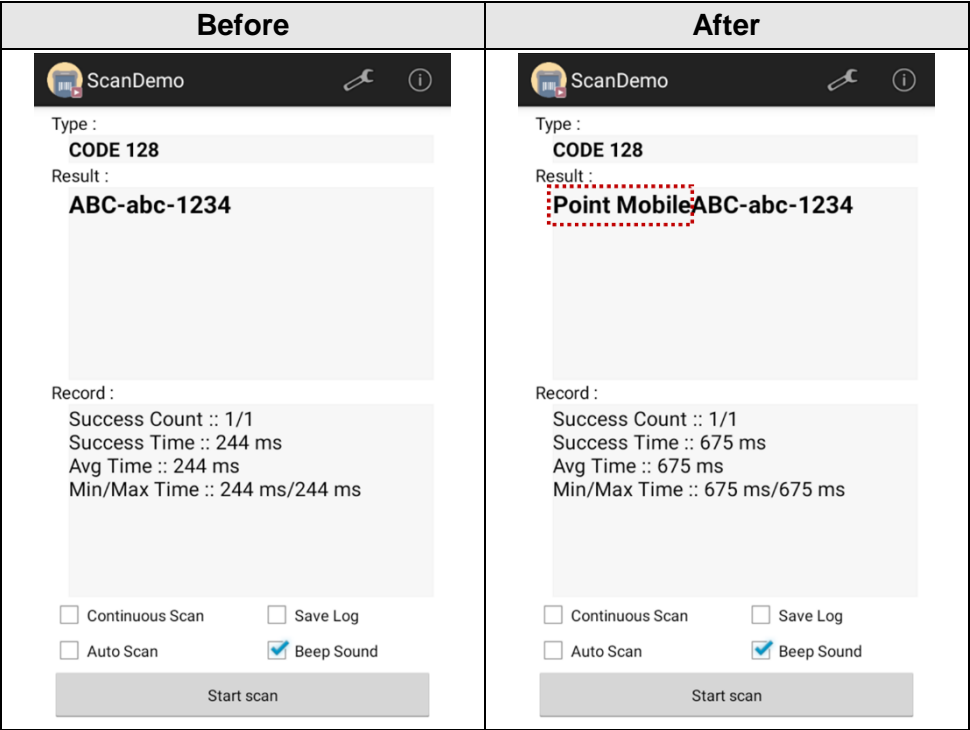 Before
ScanDemo
Type :
CODE 128
Result :
ABC-abc-1234
Record :
Success Count :: 1/1
Success Time :: 244 ms
Avg Time :: 244 ms
Min/Max Time :: 244 ms/244 ms
Continuous Scan
Save Log
Auto Scan
Beep Sound
Start scan
After
ScanDemo
Type :
CODE 128
Result :
Point MobileABC-abc-1234
Record :
Success Count :: 1/1
Success Time :: 675 ms
Avg Time :: 675 ms
Min/Max Time :: 675 ms/675 ms
Continuous Scan
Save Log
Auto Scan
Beep Sound
Start scan